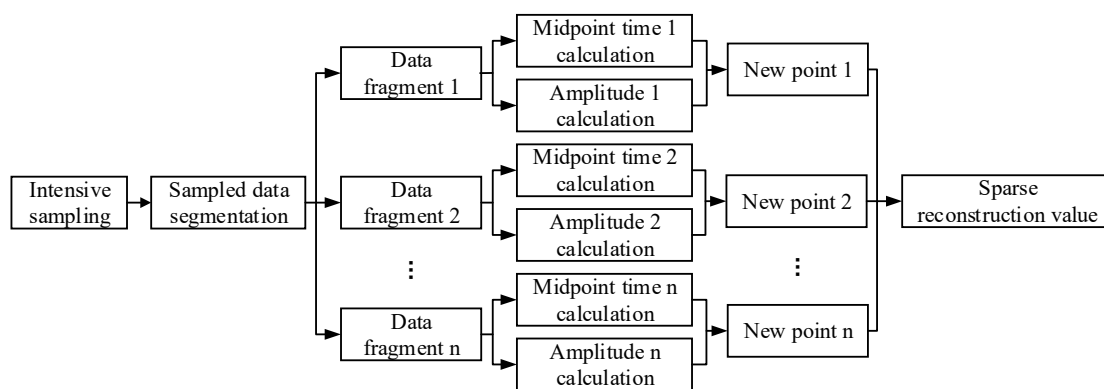 Intensive
sampling
Sampled data
segmentation
Data
fragment 1
Midpoint time 1
calculation
Amplitude 1
calculation
New point 1
Data
fragment 2
Midpoint time 2
calculation
Amplitude 2
calculation
New point 2
...
...
Data
fragment n
Midpoint time n
calculation
Amplitude n
calculation
New point n
Sparse
reconstruction value